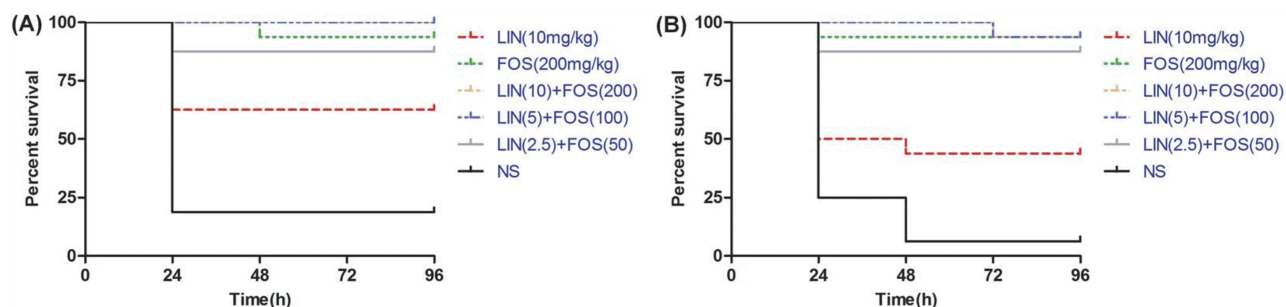 (A)
Percent survival
100
75
50
25
0
0 24 48 72 96
Time(h)
LIN(10mg/kg)
FOS(200mg/kg)
LIN(10)+FOS(200)
LIN(5)+FOS(100)
LIN(2.5)+FOS(50)
NS
(B)
Percent survival
100
75
50
25
0
0 24 48 72 96
Time(h)
LIN(10mg/kg)
FOS(200mg/kg)
LIN(10)+FOS(200)
LIN(5)+FOS(100)
LIN(2.5)+FOS(50)
NS